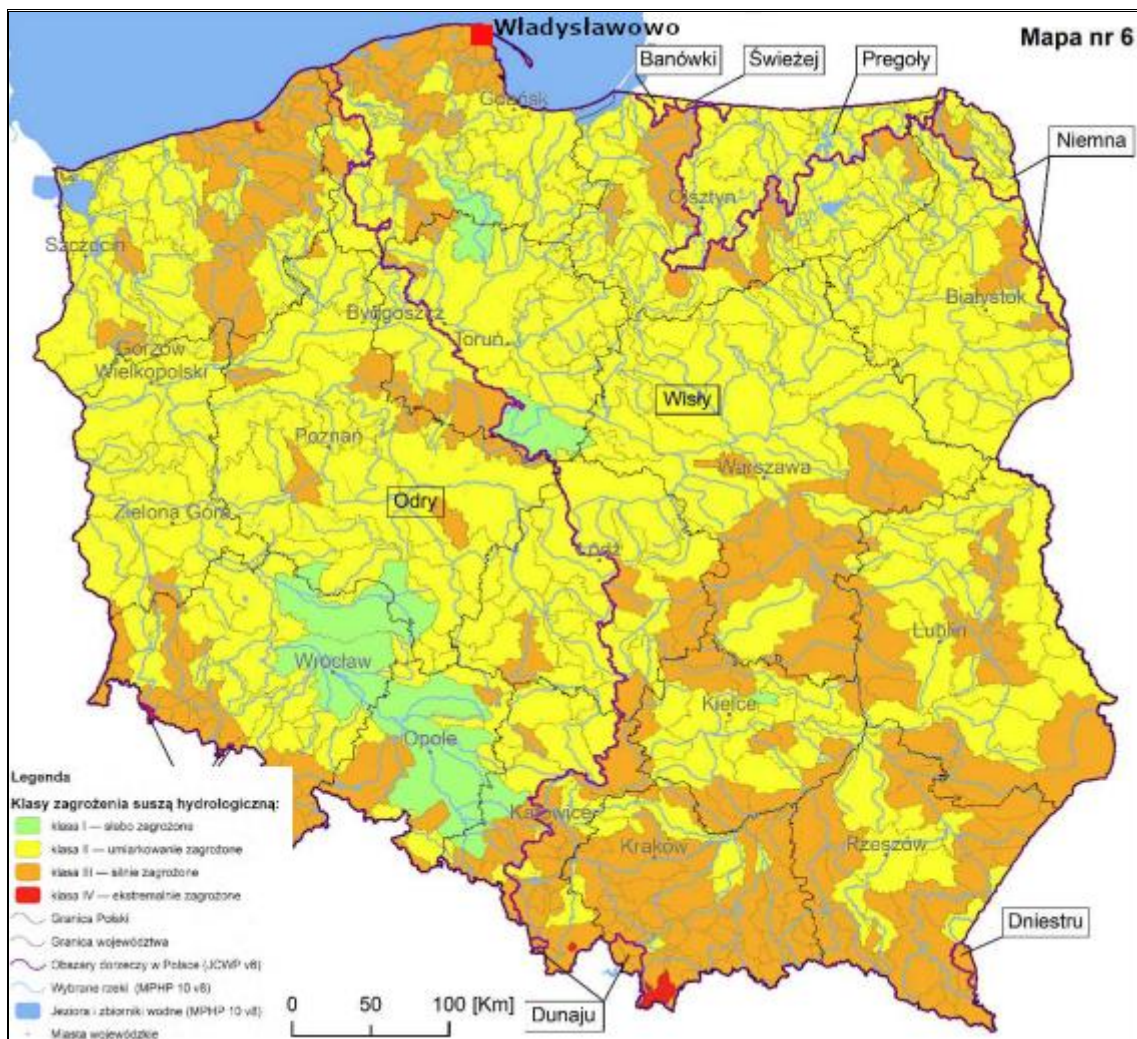 Władysławowo
Mapa nr 6
Banówki
Świeżej
Pregoły
Gdańsk
Niemna
Olsztyn
Szczecin
Białystok
Bydgoszcz
Toruń
Gorzów
Wielkopolski
Wisły
Poznań
Warszawa
Odry
Zielona Góra
Łódź
Lublin
Wrocław
Kielce
Opole
Legenda
Klasy zagrożenia suszą hydrologiczną:
klasa I — słabo zagrożone
klasa II — umiarkowanie zagrożone
klasa III — silnie zagrożone
klasa IV — ekstremalnie zagrożone
Granica Polski
Granica województwa
Obszary dorzeczy w Polsce (JCWP v6)
Wybrane rzeki (MPHP 10 v8)
Jeziora i zbiorniki wodne (MPHP 10 v8)
Miasta wojewódzkie
Katowice
Kraków
Rzeszów
Dniestru
Dunaju
0 50 100 [Km]